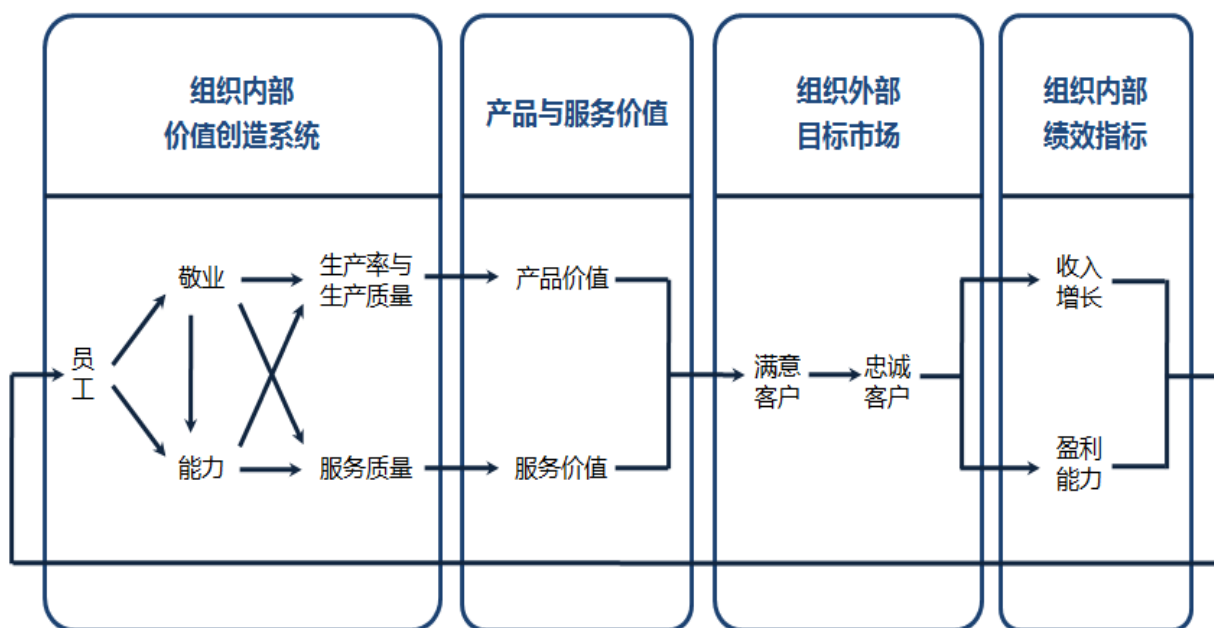 组织内部
价值创造系统
产品与服务价值
组织外部
目标市场
组织内部
绩效指标
员
工
敬业
能力
生产率与
生产质量
服务质量
产品价值
服务价值
满意
客户
忠诚
客户
收入
增长
盈利
能力